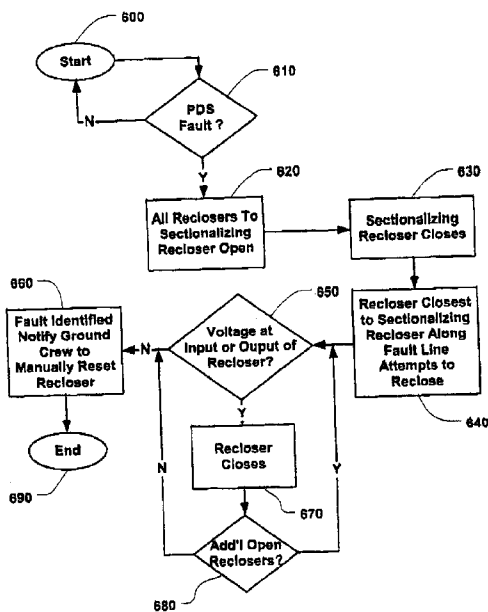 600
Start
610
PDS
Fault ?
N
Y
620
All Reclosers To
Sectionalizing
Recloser Open
630
Sectionalizing
Recloser Closes
660
Fault Identified
Notify Ground
Crew to
Manually Reset
Recloser
650
Voltage at
Input or Ouput of
Recloser?
N
Recloser Closest
to Sectionalizing
Recloser Along
Fault Line
Attempts to
Reclose
640
Y
End
690
N
Recloser
Closes
670
Y
Add'l Open
Reclosers?
680